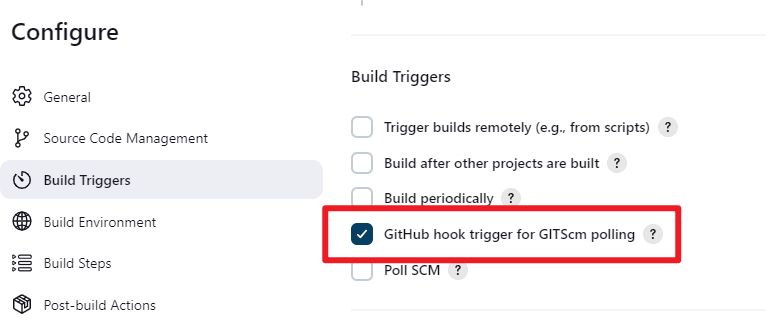 Configure
General
Source Code Management
Build Triggers
Build Environment
Build Steps
Post-build Actions
Build Triggers
Trigger builds remotely (e.g., from scripts) ?
Build after other projects are built ?
Build periodically ?
GitHub hook trigger for GITScm polling ?
Poll SCM ?